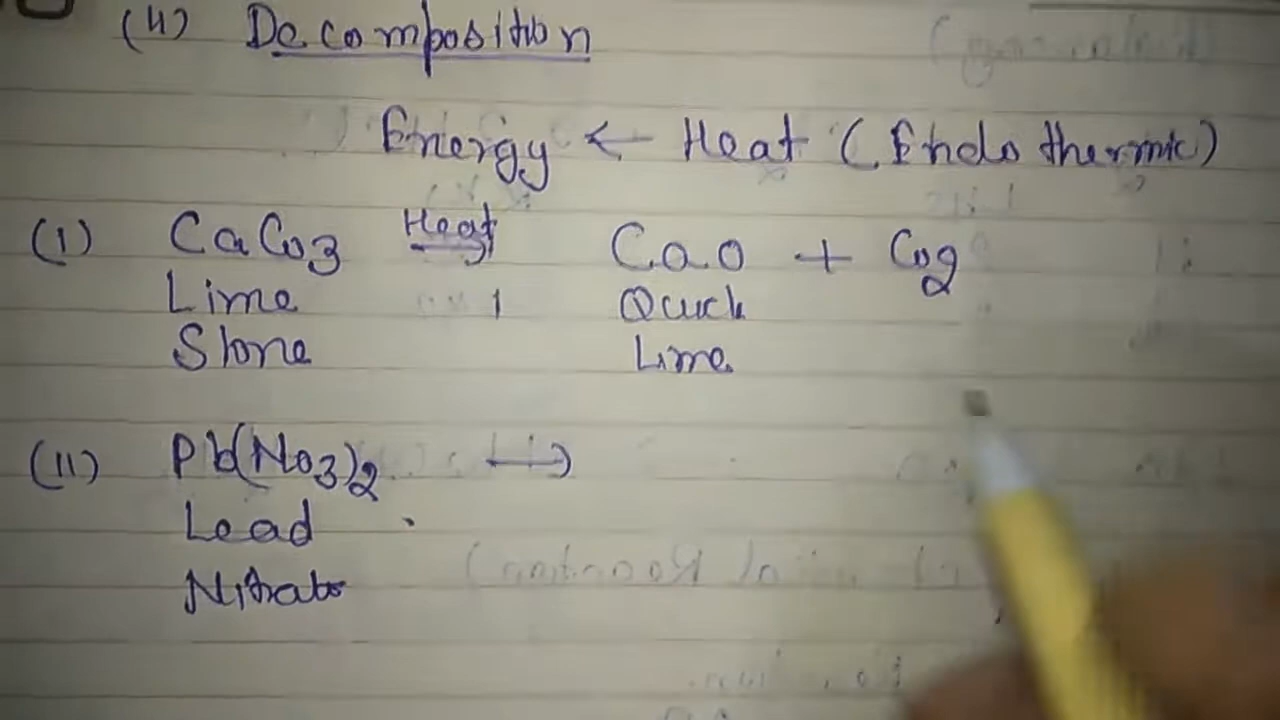 (4) Decomposition
Energy ← Heat (Endothermic)
(I) CaCo3 Heat → CaO + Co2
Lime Quick
Stone Lime
(II) Pb(No3)2 →
Lead
Nitrate